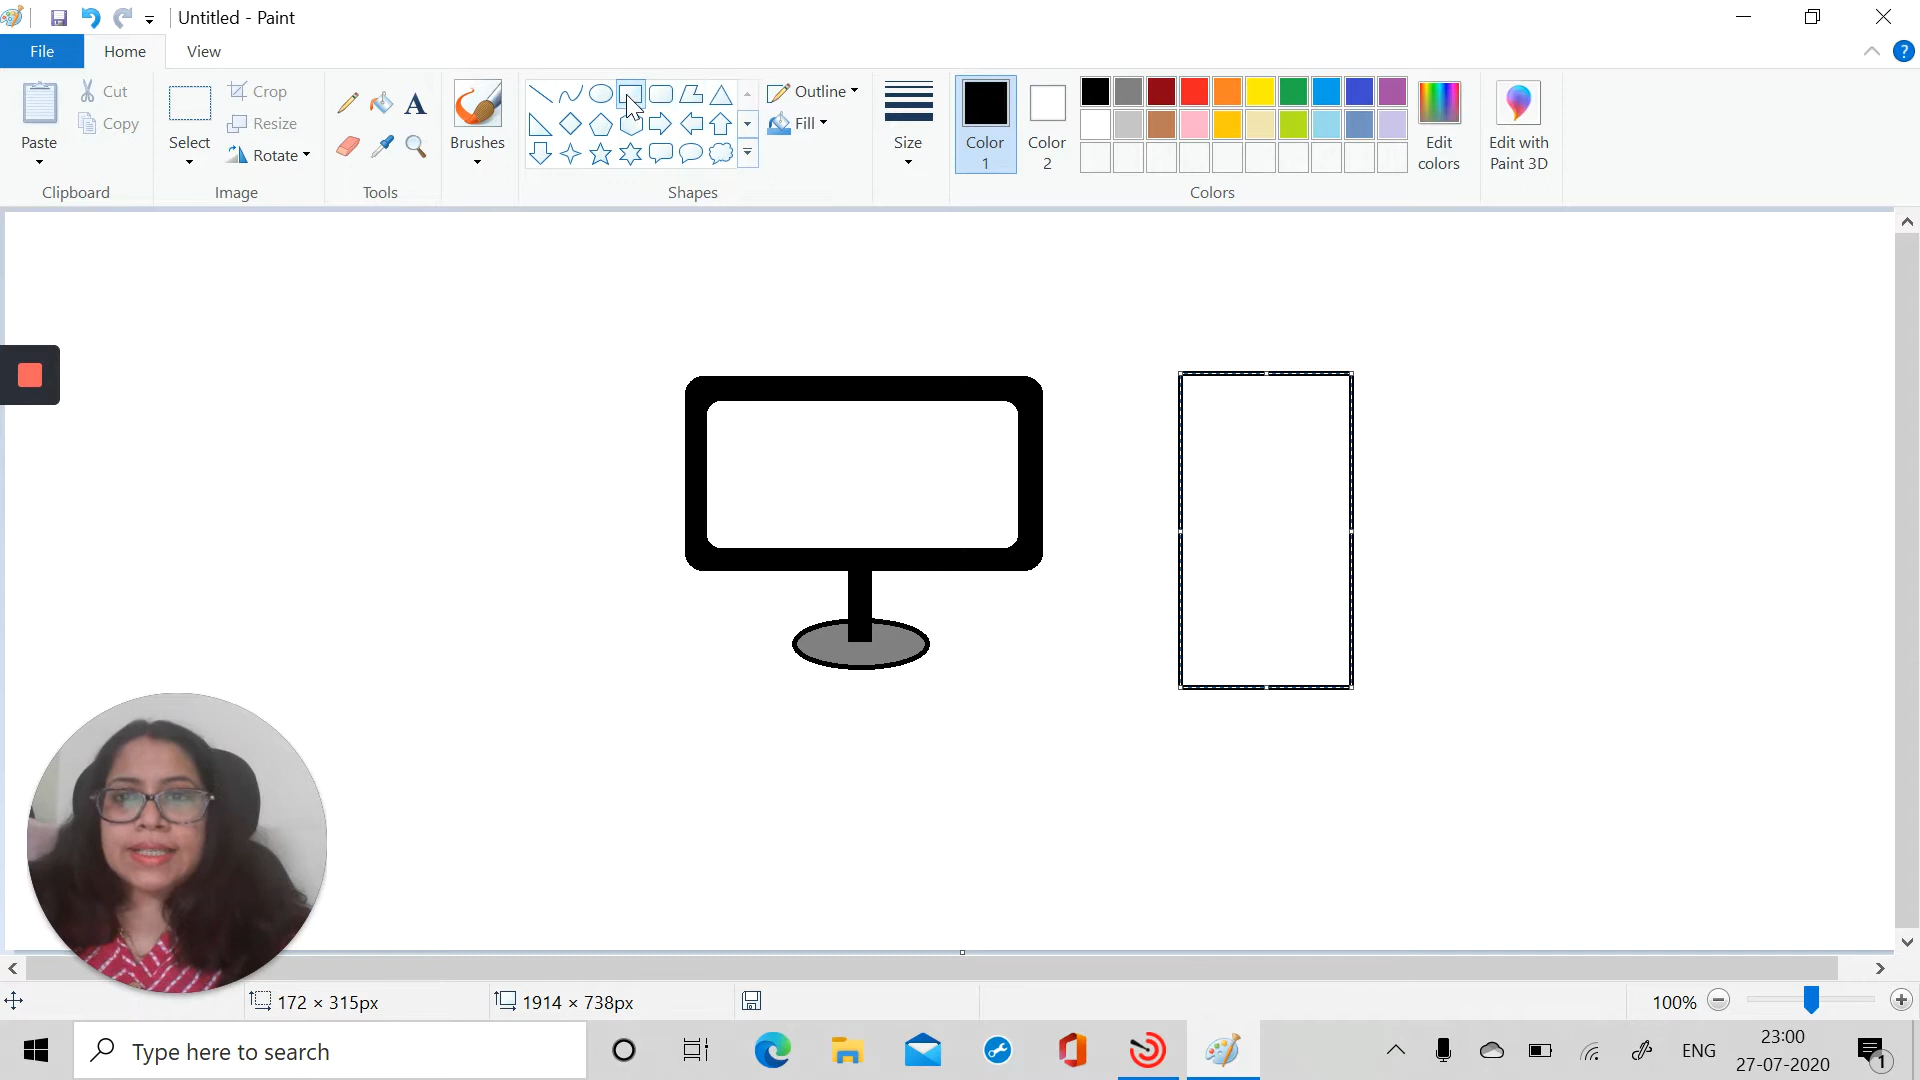 Untitled - Paint
File Home View
Paste
Cut
Copy
Clipboard
Select
Crop
Resize
Rotate
Image
A
Tools
Brushes
Shapes
Outline
Fill
Size
Color 1
Color 2
Colors
Edit colors
Edit with Paint 3D
?
172 × 315px
1914 × 738px
100%
Type here to search
ENG
23:00
27-07-2020
1